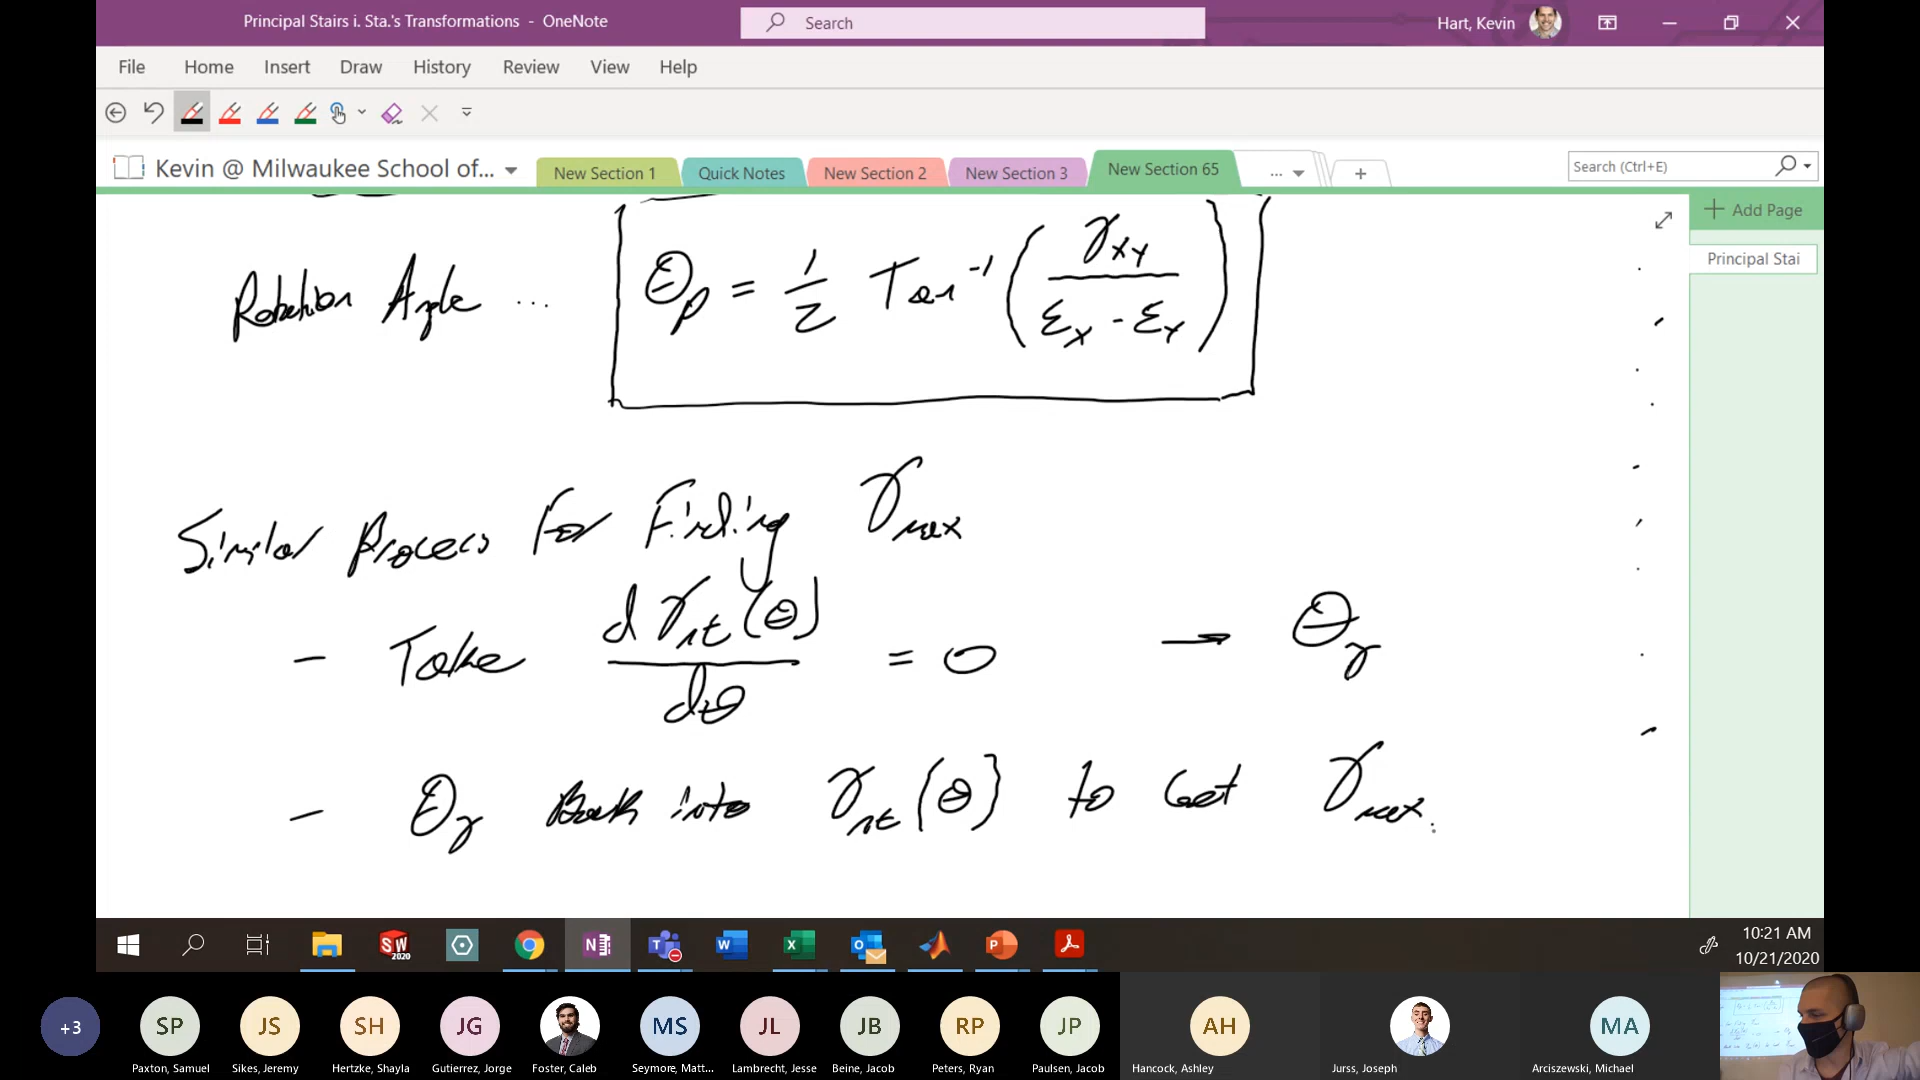 Principal Stairs i. Sta.'s Transformations - OneNote
Search
Hart, Kevin
File Home Insert Draw History Review View Help
Kevin @ Milwaukee School of...
New Section 1
Quick Notes
New Section 2
New Section 3
New Section 65
...
Search (Ctrl+E)
Add Page
Principal Stai
Rotation Angle ... Θp = 1/2 Tan⁻¹ (γxy / εx - εy)
Similar Process for Finding γmax
- Take dγnt(θ) / dθ = 0 → Θγ
- Θγ Back into γnt(θ) to Get γmax.
SW 2020
N
T
W
X
O
P
10:21 AM
10/21/2020
+3
SP
JS
SH
JG
MS
JL
JB
RP
JP
AH
MA
Paxton, Samuel
Sikes, Jeremy
Hertzke, Shayla
Gutierrez, Jorge
Foster, Caleb
Seymore, Matt...
Lambrecht, Jesse
Beine, Jacob
Peters, Ryan
Paulsen, Jacob
Hancock, Ashley
Jurss, Joseph
Arciszewski, Michael